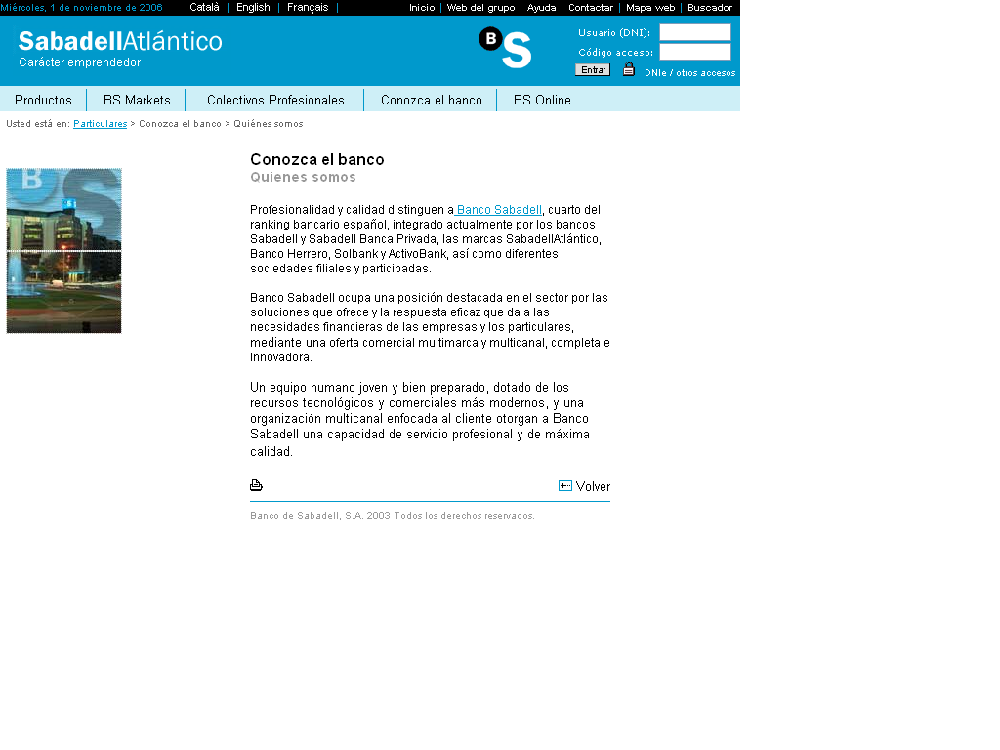 Miércoles, 1 de noviembre de 2006 Català | English | Français | Inicio | Web del grupo | Ayuda | Contactar | Mapa web | Buscador
SabadellAtlántico
Carácter emprendedor
BS
Usuario (DNI):
Código acceso:
Entrar DNIe / otros accesos
Productos BS Markets Colectivos Profesionales Conozca el banco BS Online
Usted está en: Particulares > Conozca el banco > Quiénes somos
BS
Conozca el banco
Quienes somos
Profesionalidad y calidad distinguen a Banco Sabadell, cuarto del
ranking bancario español, integrado actualmente por los bancos
Sabadell y Sabadell Banca Privada, las marcas SabadellAtlántico,
Banco Herrero, Solbank y ActivoBank, así como diferentes
sociedades filiales y participadas.
Banco Sabadell ocupa una posición destacada en el sector por las
soluciones que ofrece y la respuesta eficaz que da a las
necesidades financieras de las empresas y los particulares,
mediante una oferta comercial multimarca y multicanal, completa e
innovadora.
Un equipo humano joven y bien preparado, dotado de los
recursos tecnológicos y comerciales más modernos, y una
organización multicanal enfocada al cliente otorgan a Banco
Sabadell una capacidad de servicio profesional y de máxima
calidad.
Volver
Banco de Sabadell, S.A. 2003 Todos los derechos reservados.